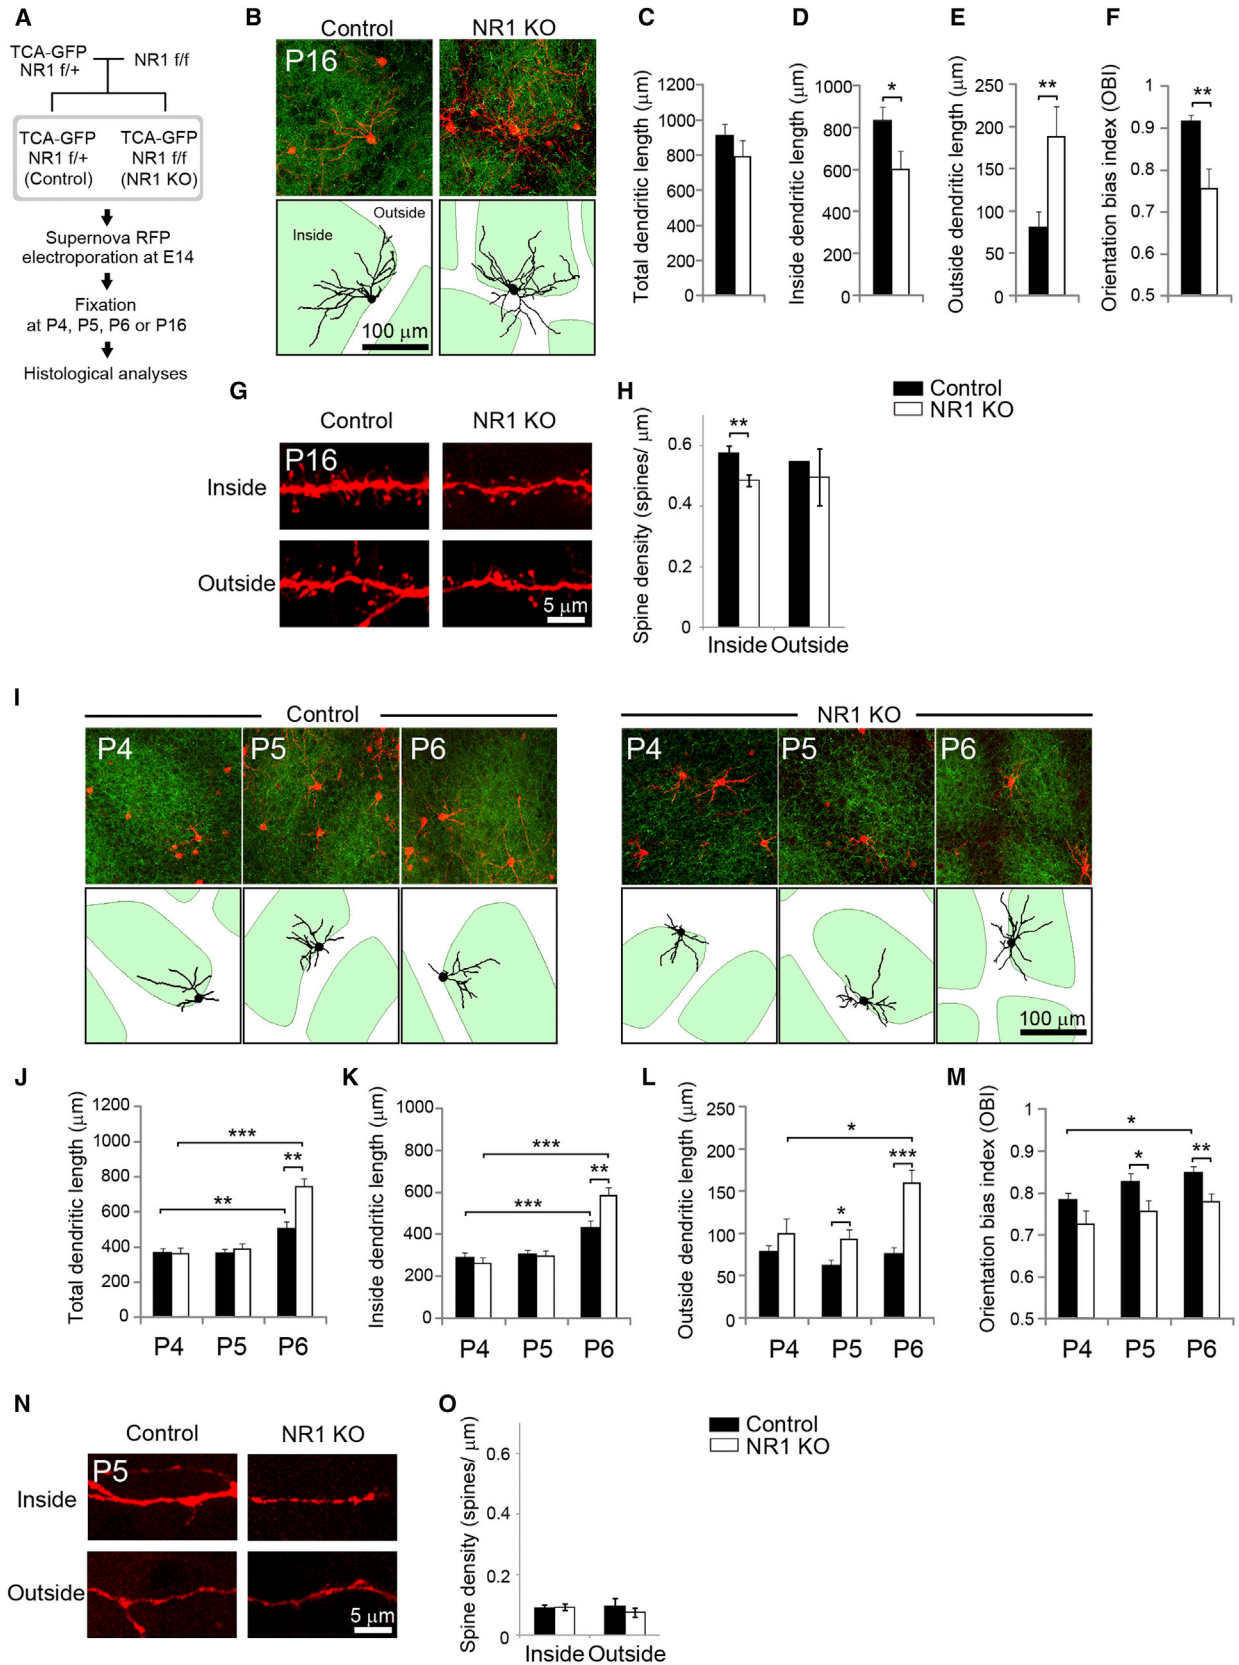 A
TCA-GFP
NR1 f/+
NR1 f/f
TCA-GFP
NR1 f/+
(Control)
TCA-GFP
NR1 f/f
(NR1 KO)
Supernova RFP
electroporation at E14
Fixation
at P4, P5, P6 or P16
Histological analyses
B
Control
NR1 KO
P16
Inside
Outside
100 μm
C
Total dendritic length (μm)
1200
1000
800
600
400
200
0
D
Inside dendritic length (μm)
1000
800
600
400
200
0
*
E
Outside dendritic length (μm)
250
200
150
100
50
0
**
F
Orientation bias index (OBI)
1
0.9
0.8
0.7
0.6
0.5
**
G
Control
NR1 KO
P16
Inside
Outside
5 μm
H
Spine density (spines/ μm)
0.6
0.4
0.2
0
**
Inside
Outside
Control
NR1 KO
I
Control
P4
P5
P6
NR1 KO
P4
P5
P6
100 μm
J
Total dendritic length (μm)
1200
1000
800
600
400
200
0
***
**
**
P4
P5
P6
K
Inside dendritic length (μm)
1000
800
600
400
200
0
***
**
***
P4
P5
P6
L
Outside dendritic length (μm)
250
200
150
100
50
0
*
***
*
P4
P5
P6
M
Orientation bias index (OBI)
1
0.9
0.8
0.7
0.6
0.5
*
*
**
P4
P5
P6
N
Control
NR1 KO
P5
Inside
Outside
5 μm
O
Spine density (spines/ μm)
0.6
0.4
0.2
0
Inside
Outside
Control
NR1 KO